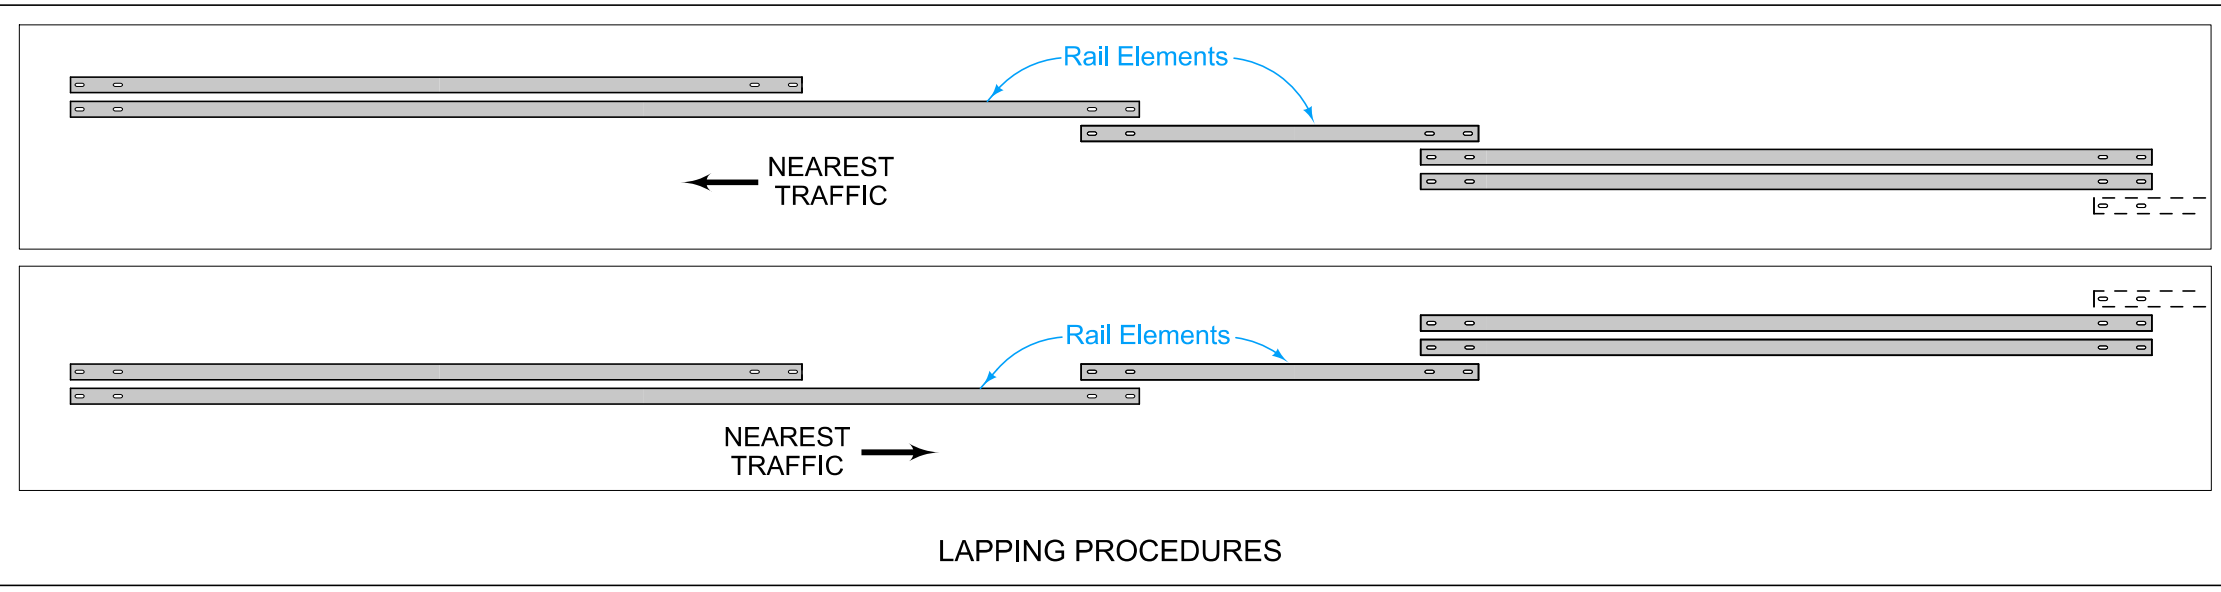 Rail Elements
NEAREST
TRAFFIC
Rail Elements
NEAREST
TRAFFIC
LAPPING PROCEDURES